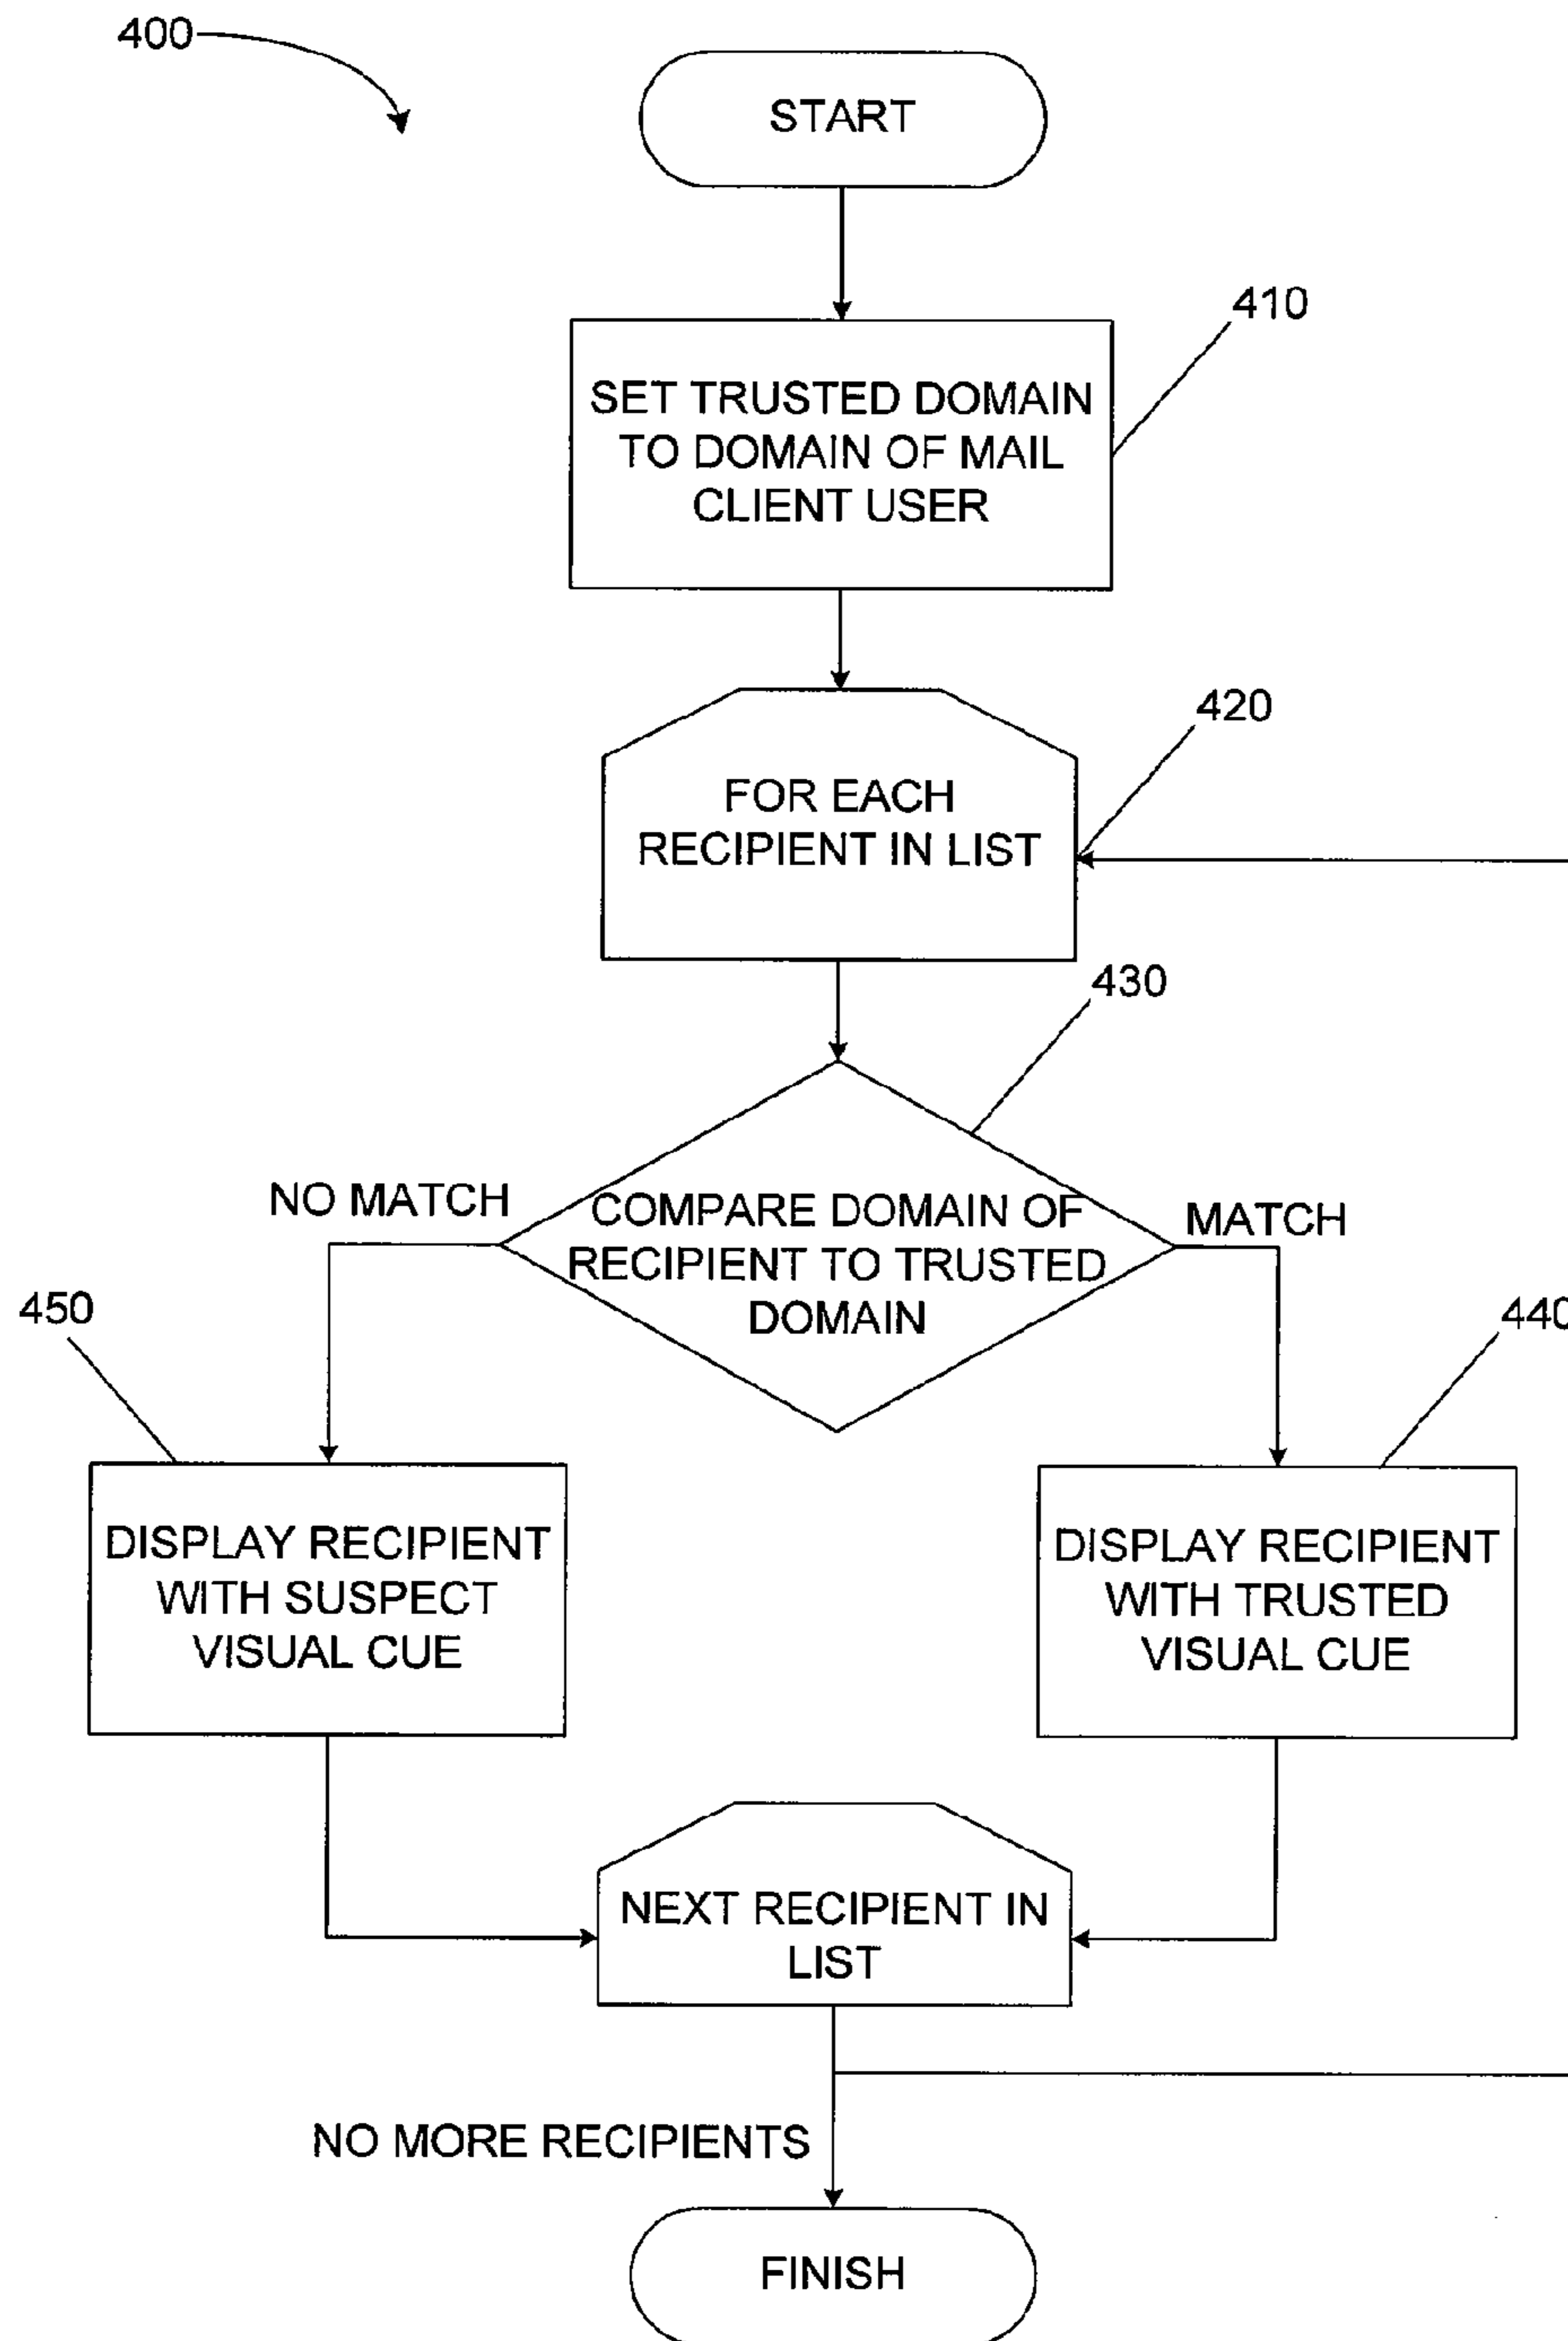 400
START
410
SET TRUSTED DOMAIN
TO DOMAIN OF MAIL
CLIENT USER
420
FOR EACH
RECIPIENT IN LIST
430
NO MATCH
MATCH
COMPARE DOMAIN OF
RECIPIENT TO TRUSTED
DOMAIN
450
440
DISPLAY RECIPIENT
WITH SUSPECT
VISUAL CUE
DISPLAY RECIPIENT
WITH TRUSTED
VISUAL CUE
NEXT RECIPIENT IN
LIST
NO MORE RECIPIENTS
FINISH